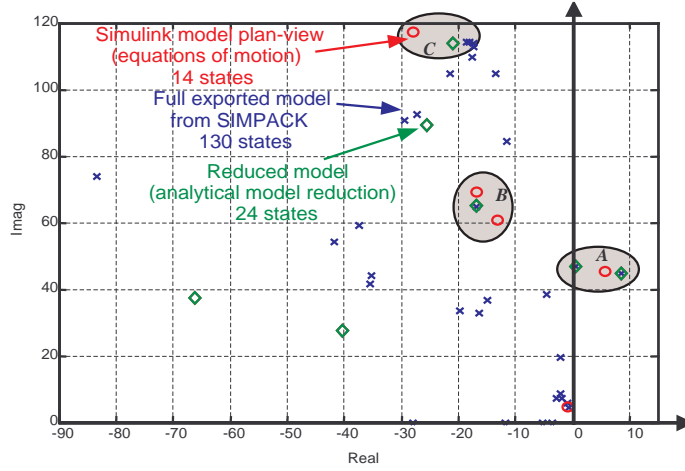 120
Simulink model plan-view
(equations of motion)
14 states
C
100
Full exported model
from SIMPACK
130 states
80
Reduced model
(analytical model reduction)
24 states
B
60
A
40
20
0
Imag
-90 -80 -70 -60 -50 -40 -30 -20 -10 0 10
Real